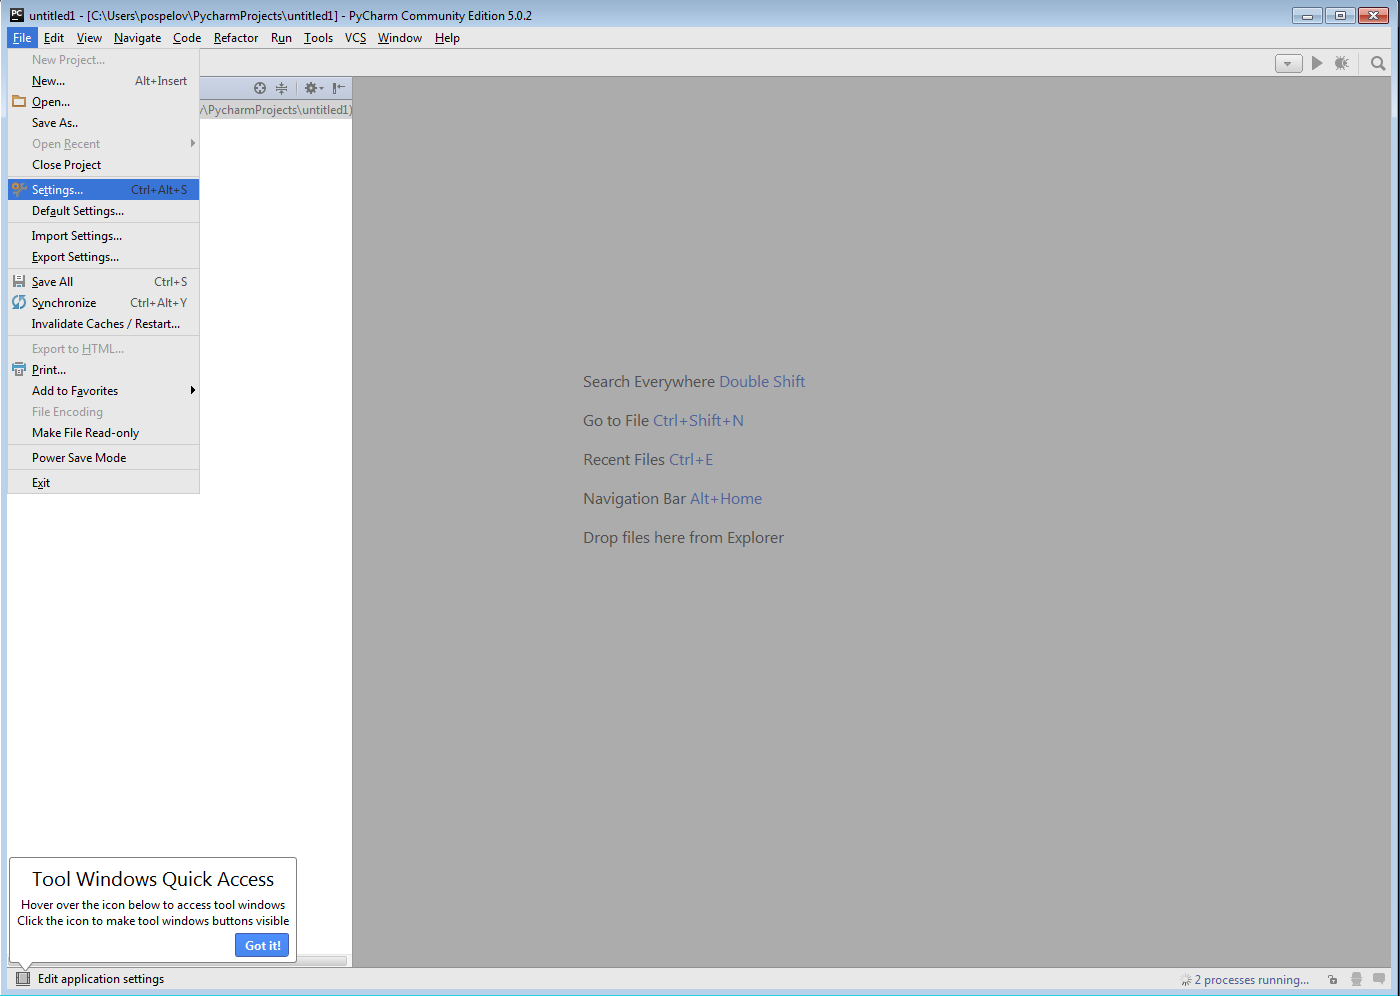 untitled1 - [C:\Users\pospelov\PycharmProjects\untitled1] - PyCharm Community Edition 5.0.2
File Edit View Navigate Code Refactor Run Tools VCS Window Help
New Project...
New... Alt+Insert
Open...
Save As..
Open Recent
Close Project
Settings... Ctrl+Alt+S
Default Settings...
Import Settings...
Export Settings...
Save All Ctrl+S
Synchronize Ctrl+Alt+Y
Invalidate Caches / Restart...
Export to HTML...
Print...
Add to Favorites
File Encoding
Make File Read-only
Power Save Mode
Exit
\PycharmProjects\untitled1)
Search Everywhere Double Shift
Go to File Ctrl+Shift+N
Recent Files Ctrl+E
Navigation Bar Alt+Home
Drop files here from Explorer
Tool Windows Quick Access
Hover over the icon below to access tool windows
Click the icon to make tool windows buttons visible
Got it!
Edit application settings
2 processes running...